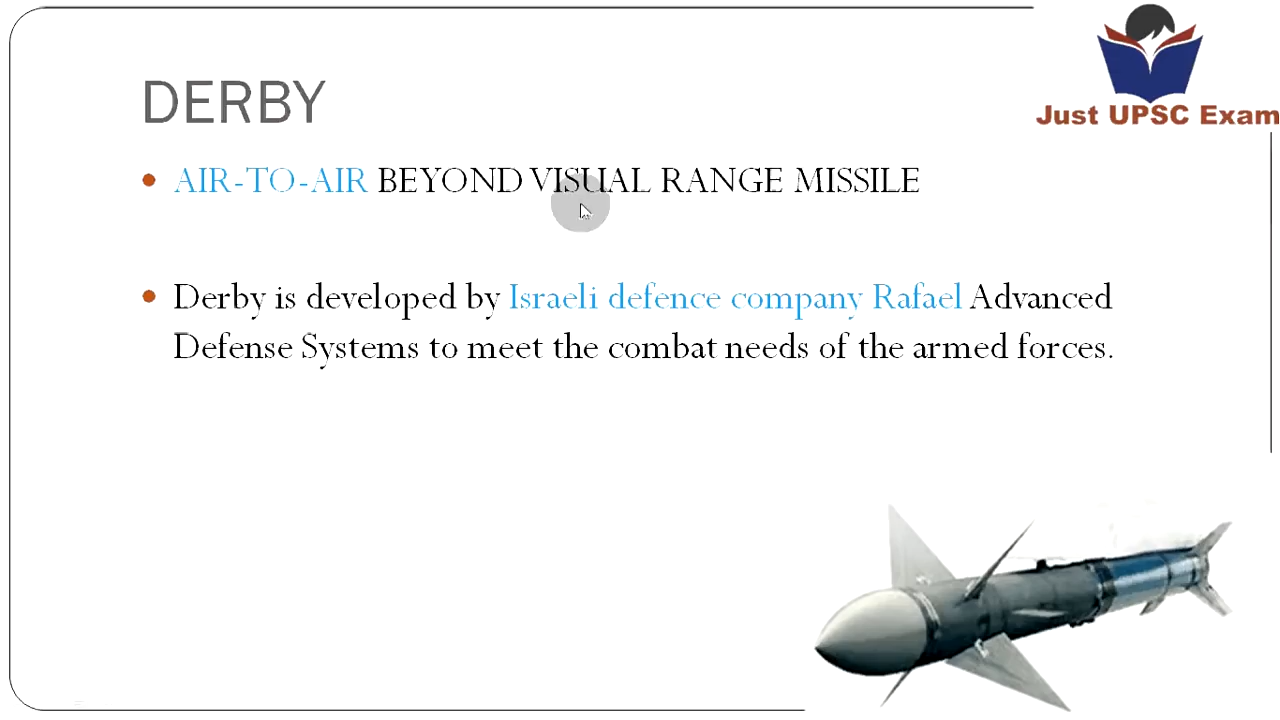 Just UPSC Exam
DERBY
AIR-TO-AIR BEYOND VISUAL RANGE MISSILE
Derby is developed by Israeli defence company Rafael Advanced
Defense Systems to meet the combat needs of the armed forces.